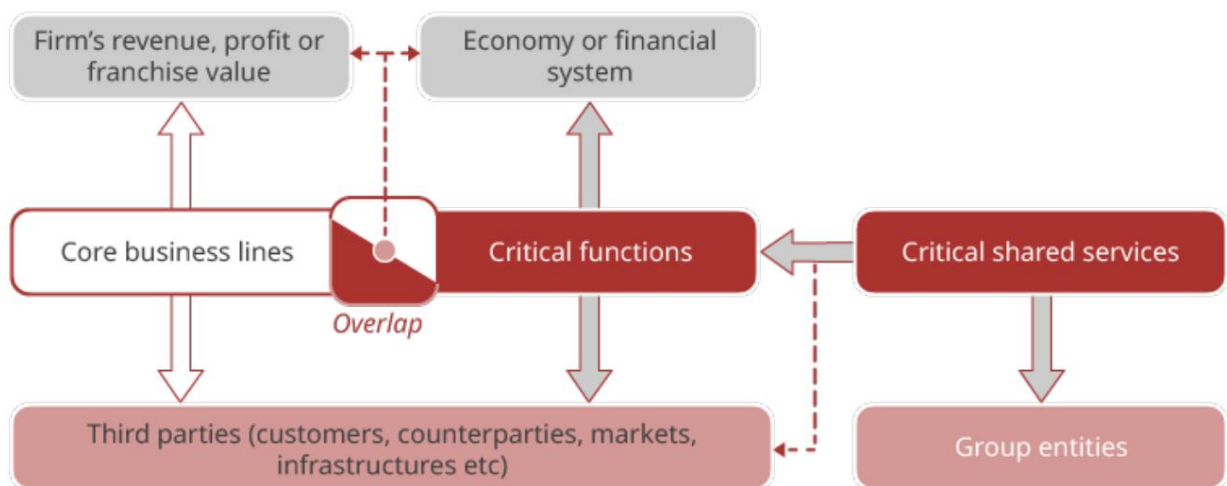 Firm's revenue, profit or
franchise value
Economy or financial
system
Core business lines
Critical functions
Critical shared services
Overlap
Third parties (customers, counterparties, markets,
infrastructures etc)
Group entities